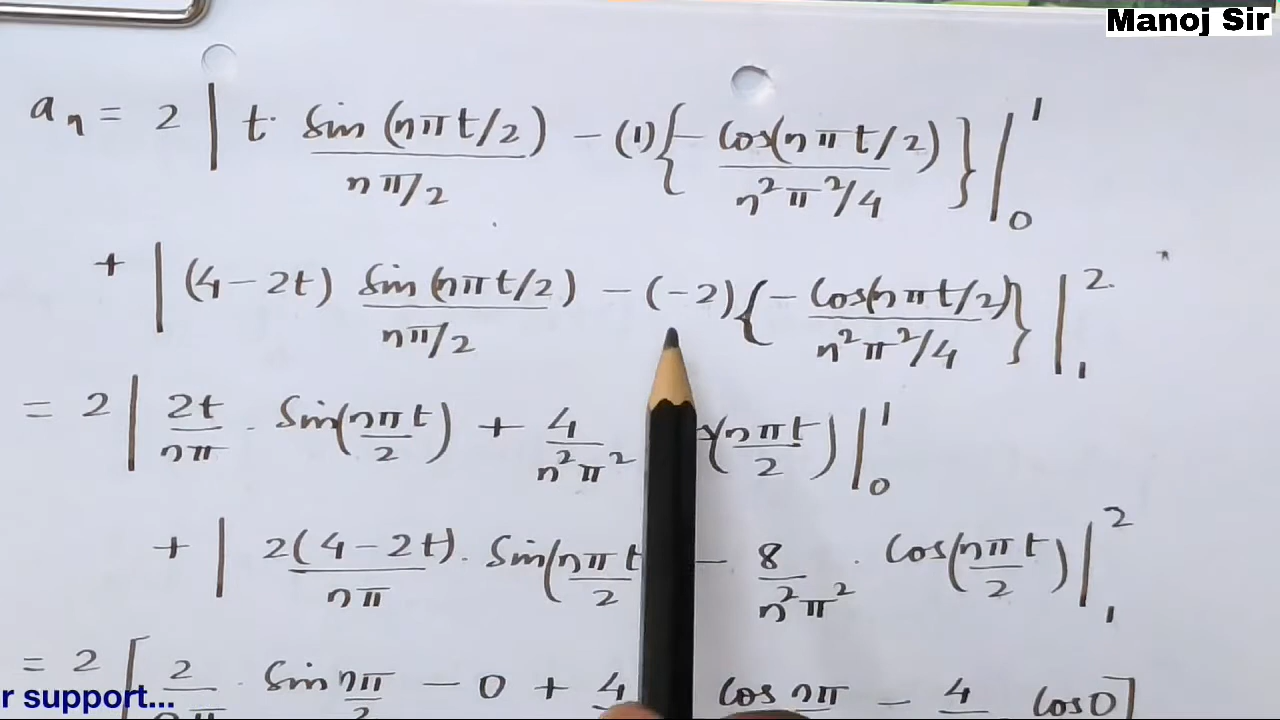 Manoj Sir
aₙ = 2 | t. sin(nπt/2)/(nπ/2) - (1){- cos(nπt/2)/(n²π²/4)} |₀¹
+ | (4-2t) sin(nπt/2)/(nπ/2) - (-2){- cos(nπt/2)/(n²π²/4)} |₁²
= 2 | 2t/nπ . sin(nπt/2) + 4/n²π² (nπt/2) |₀¹
+ | 2(4-2t)/nπ . sin(nπt/2 - 8/n²π² . cos(nπt/2) |₁²
= 2 [ 2/nπ . sin nπ/2 - 0 + 4 cos nπ - 4 cos0 ]
r support...